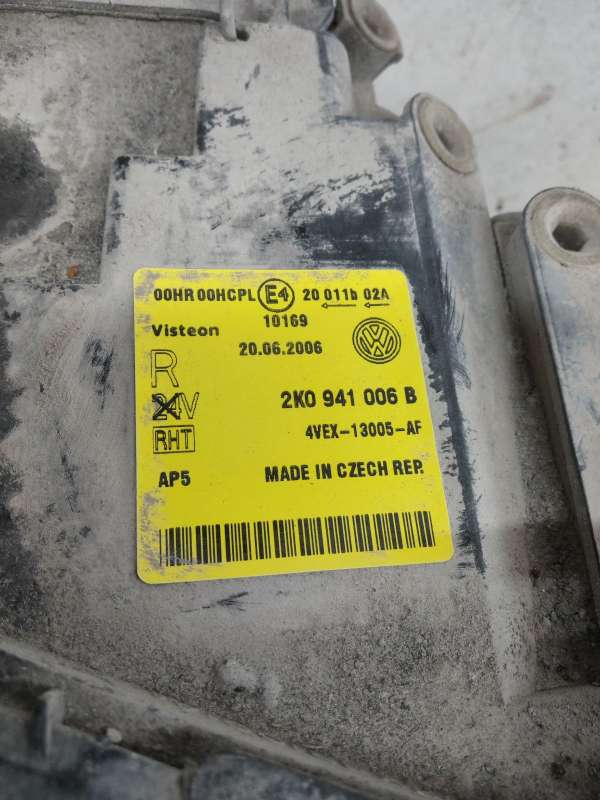 00HR 00HCPL E4 20 011b 02A
Visteon 10169
20.06.2006
R
24V 2K0 941 006 B
RHT 4VEX-13005-AF
AP5 MADE IN CZECH REP.